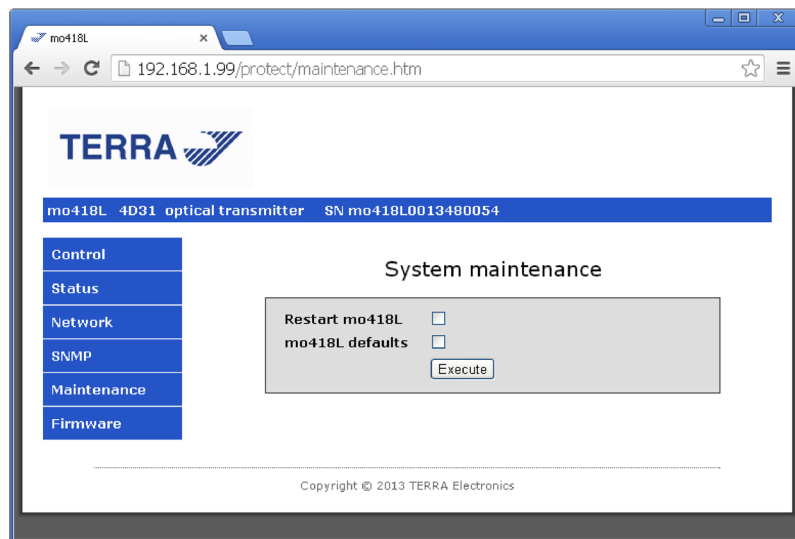 mo418L
192.168.1.99/protect/maintenance.htm
TERRA
mo418L 4D31 optical transmitter SN mo418L0013480054
Control
Status
Network
SNMP
Maintenance
Firmware
System maintenance
Restart mo418L
mo418L defaults
Execute
Copyright © 2013 TERRA Electronics